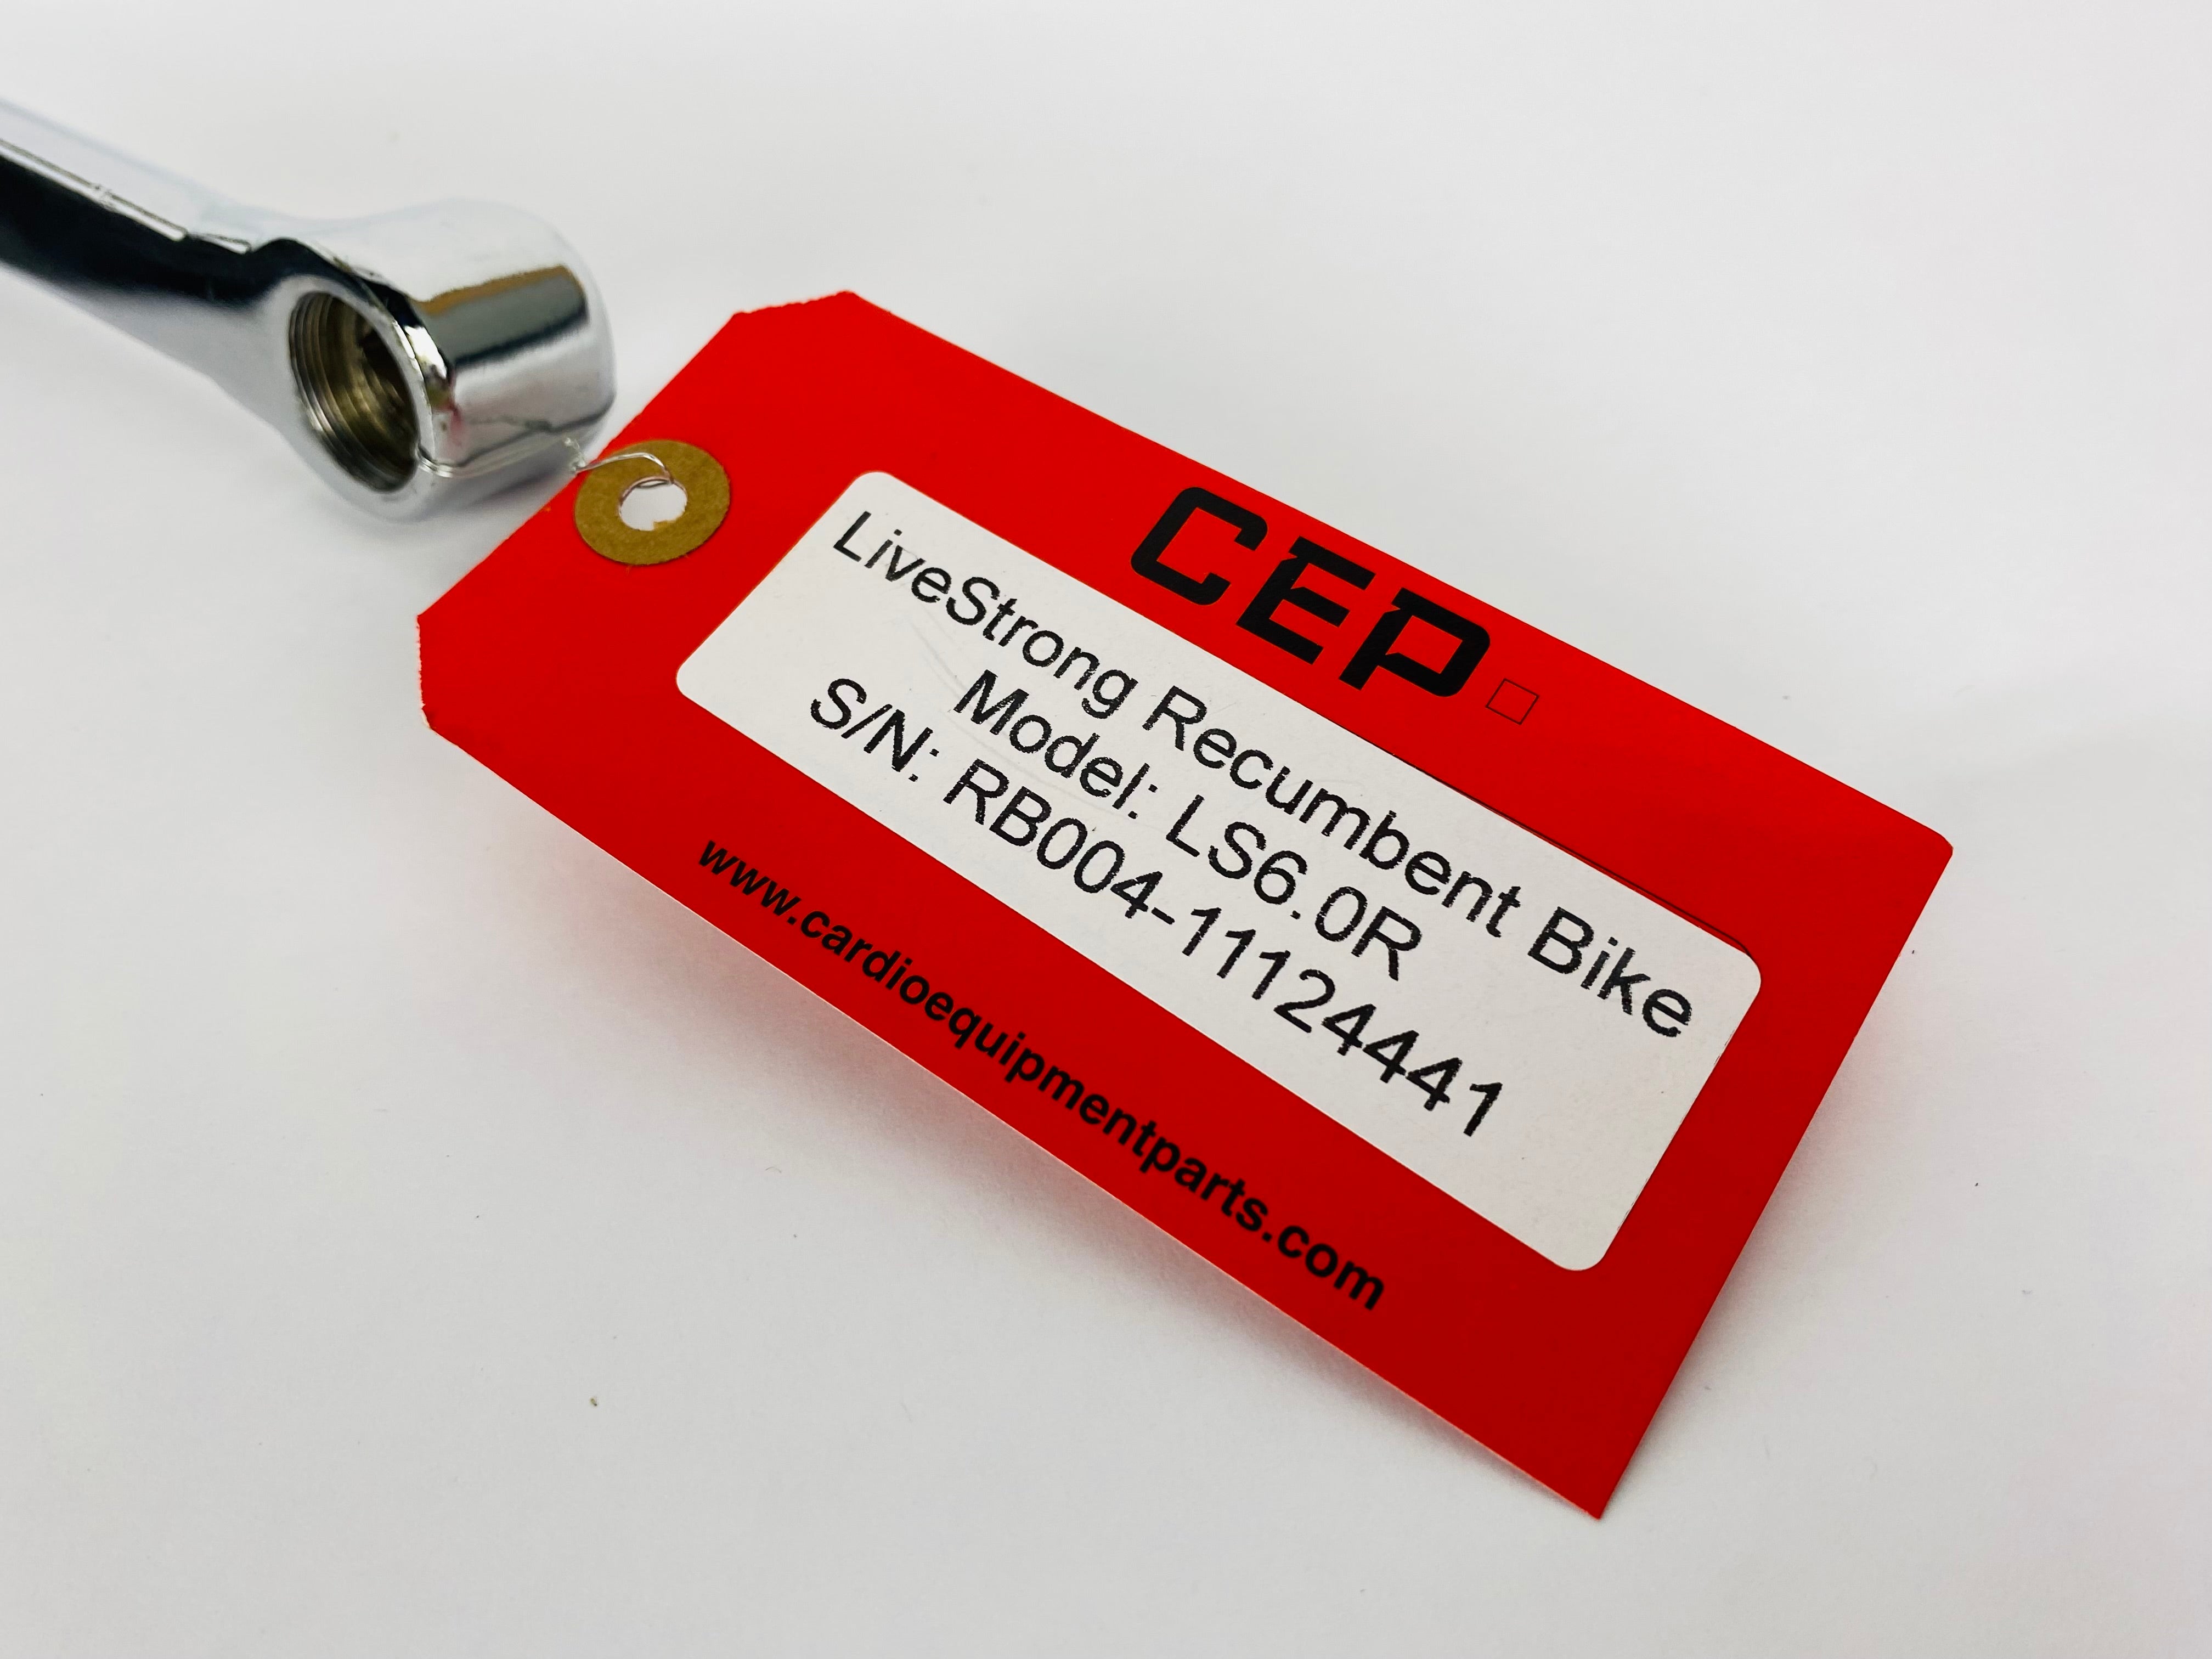 CEP
LiveStrong Recumbent Bike
Model: LS6.0R
S/N: RB004-11124441
www.cardioequipmentparts.com